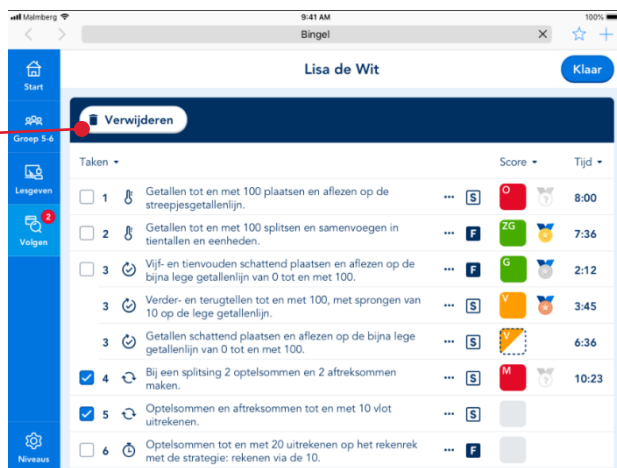 Malmberg 9:41 AM 100%
Bingel
Start
Lisa de Wit
Klaar
Groep 5-6
Verwijderen
Lesgeven
Volgen
2
Taken Score Tijd
1 Getallen tot en met 100 plaatsen en aflezen op de
streepjesgetallenlijn. ••• S O ? 8:00
2 Getallen tot en met 100 splitsen en samenvoegen in
tientallen en eenheden. ••• F ZG 7:36
3 Vijf- en tienvouden schattend plaatsen en aflezen op de
bijna lege getallenlijn van 0 tot en met 100. ••• F G 2:12
3 Verder- en terugtellen tot en met 100, met sprongen van
10 op de lege getallenlijn. ••• S V 3:45
3 Getallen schattend plaatsen en aflezen op de bijna lege
getallenlijn van 0 tot en met 100. ••• S V 6:36
4 Bij een splitsing 2 optelsommen en 2 aftreksommen
maken. ••• S M ? 10:23
5 Optelsommen en aftreksommen tot en met 10 vlot
uitrekenen. ••• S
6 Optelsommen tot en met 20 uitrekenen op het rekenrek
met de strategie: rekenen via de 10. ••• F
Niveaus